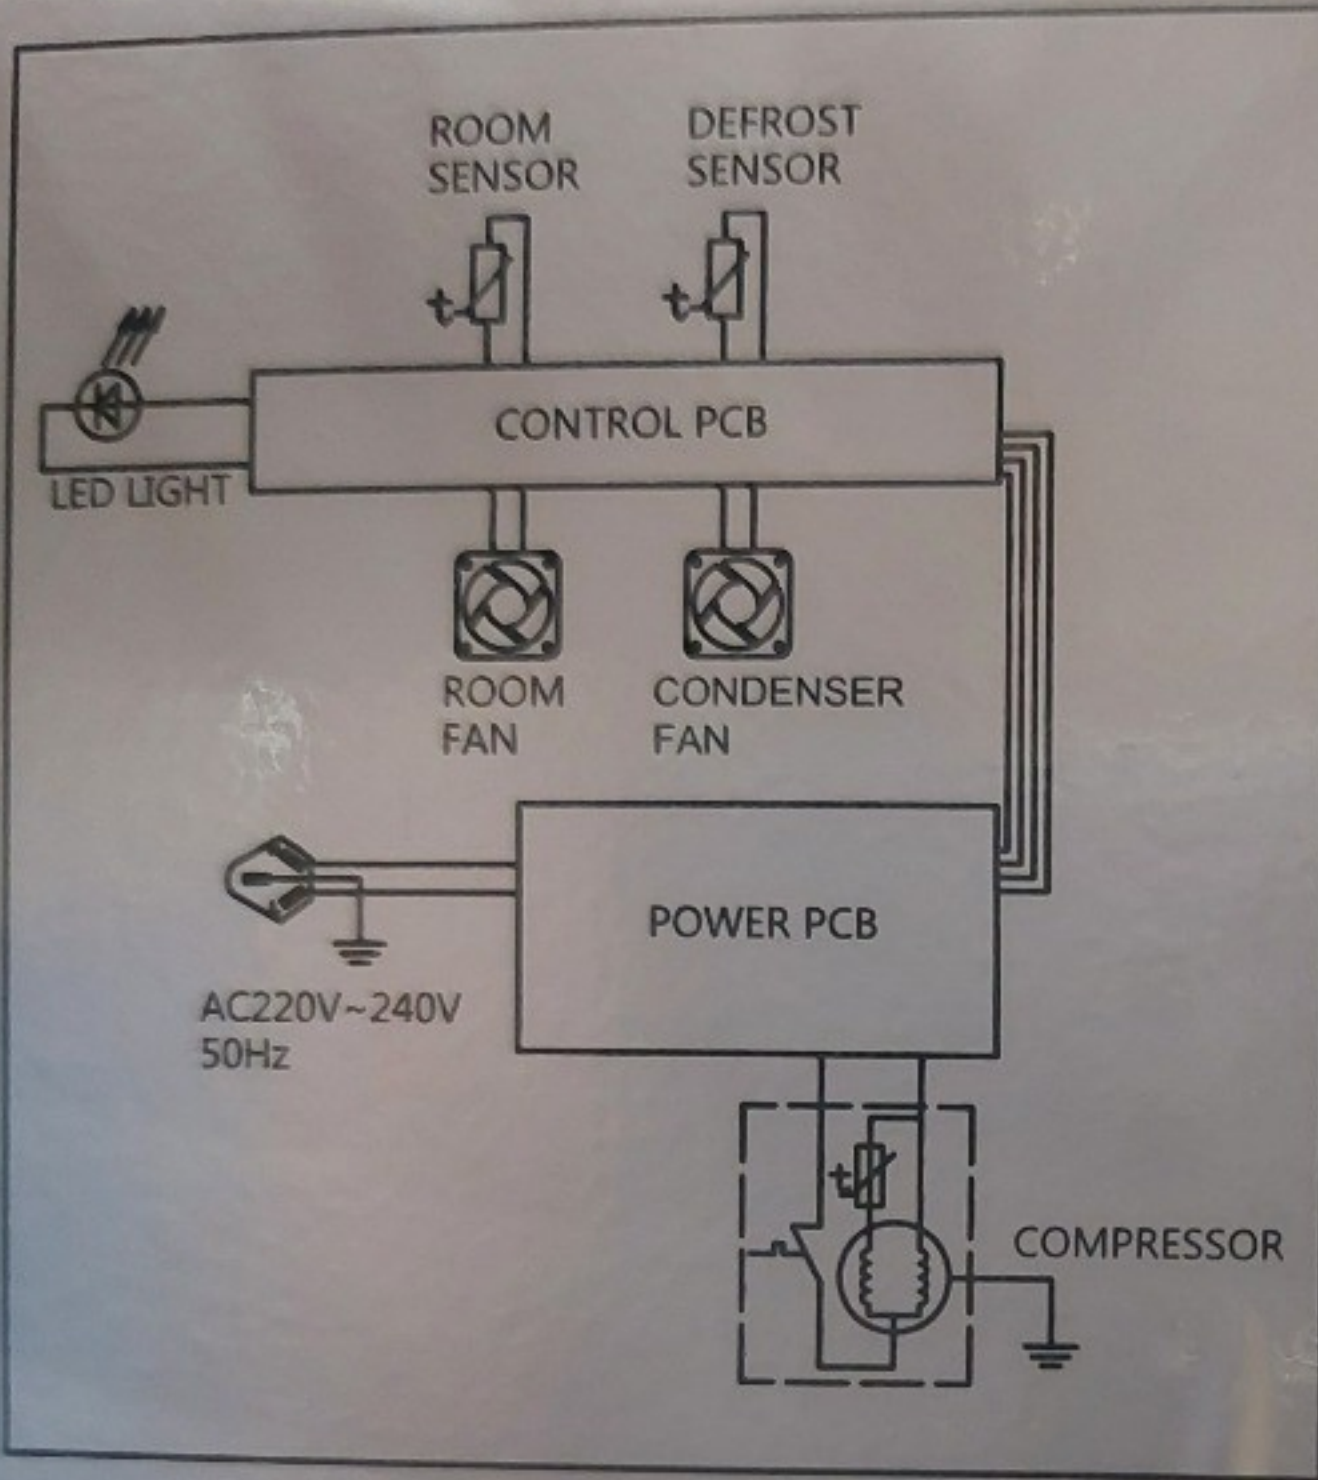 ROOM
SENSOR
DEFROST
SENSOR
t
t
CONTROL PCB
LED LIGHT
ROOM
FAN
CONDENSER
FAN
POWER PCB
AC220V~240V
50Hz
t
COMPRESSOR